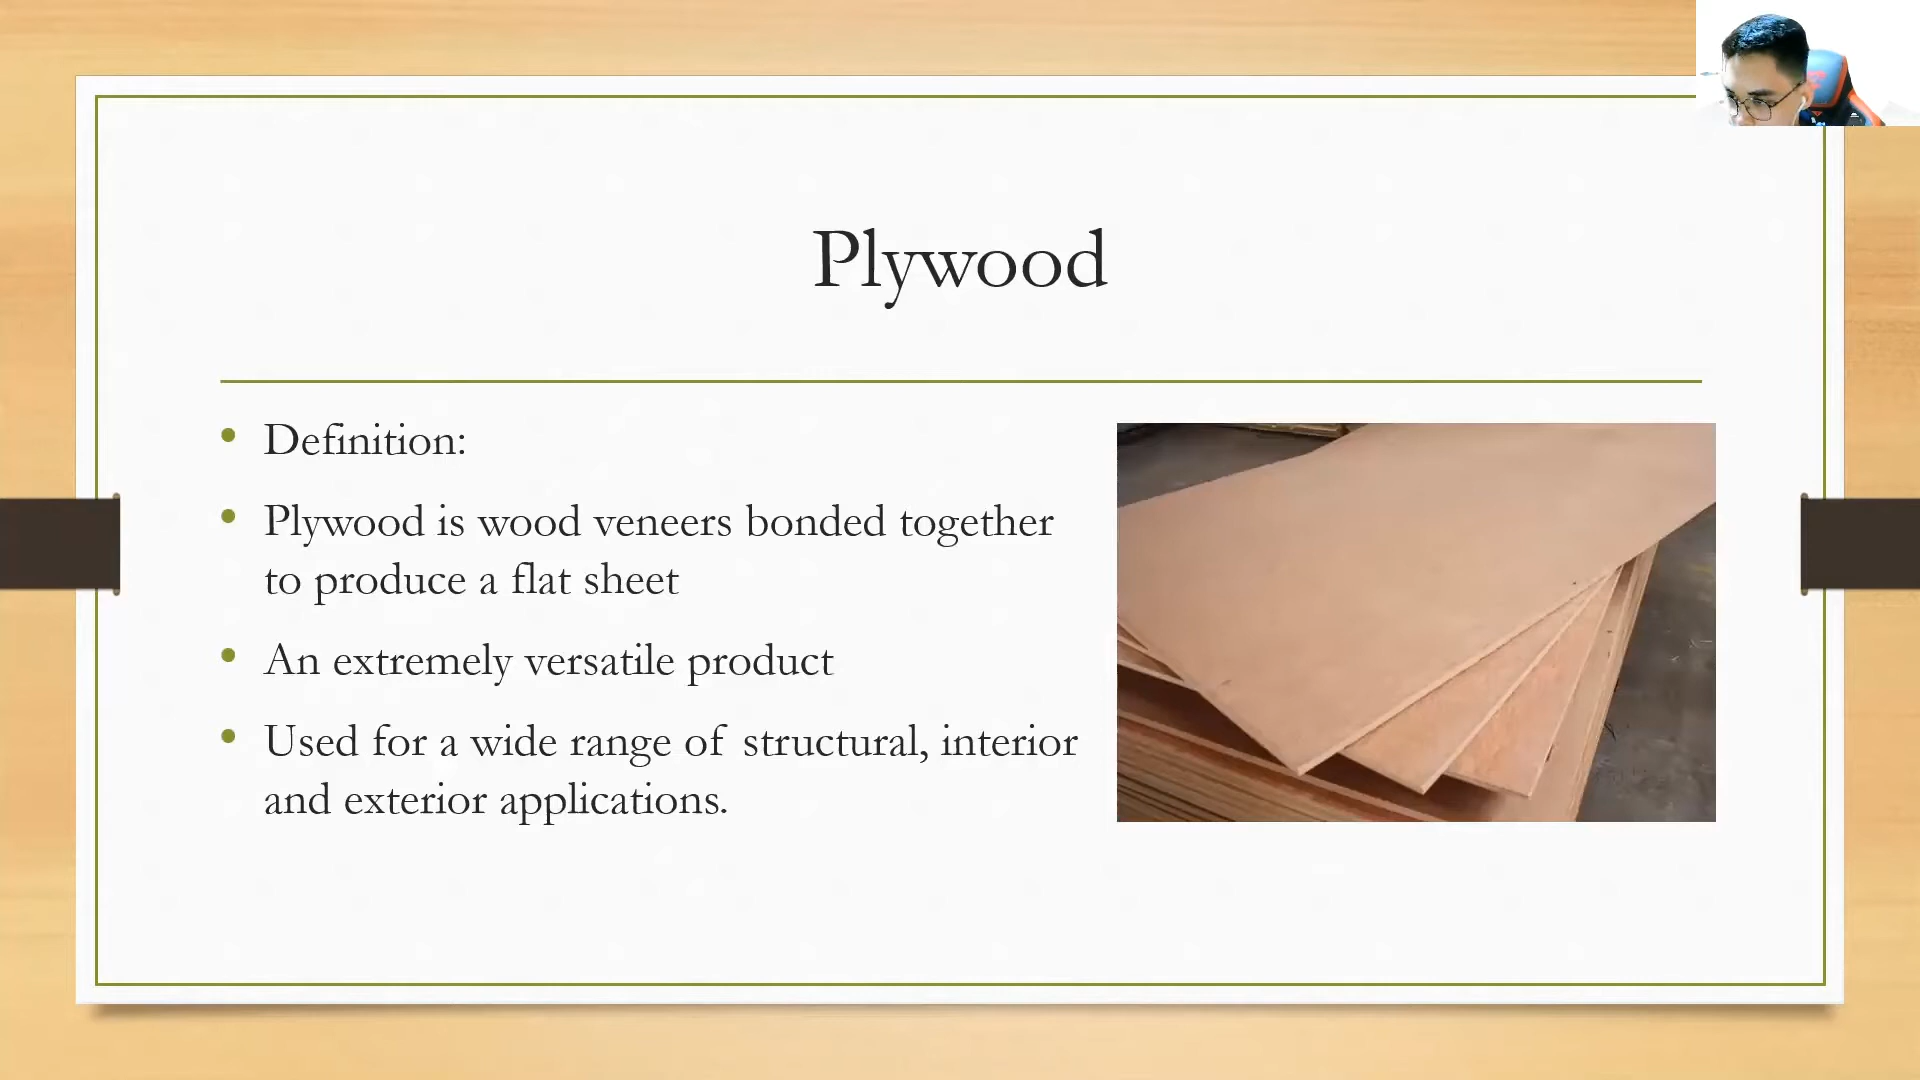 Plywood
• Definition:
• Plywood is wood veneers bonded together
to produce a flat sheet
• An extremely versatile product
• Used for a wide range of structural, interior
and exterior applications.